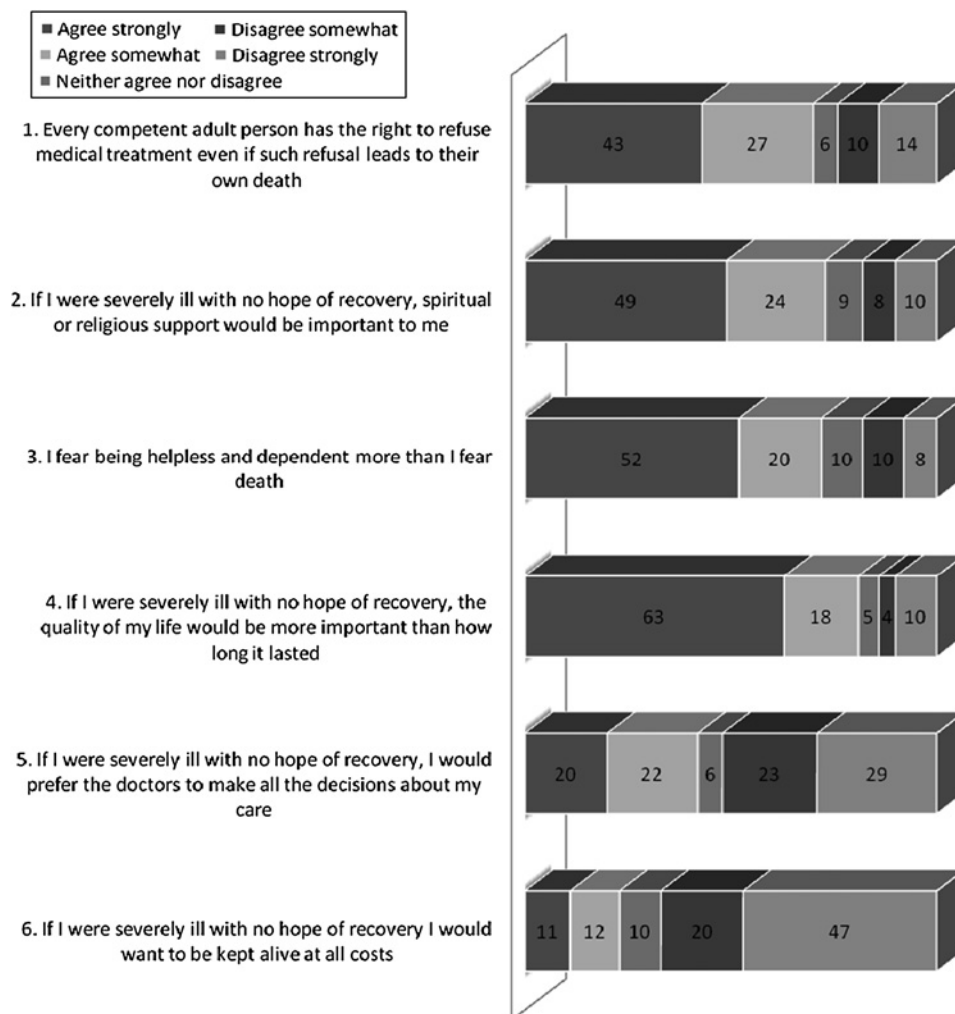 Agree strongly Disagree somewhat
Agree somewhat Disagree strongly
Neither agree nor disagree
1. Every competent adult person has the right to refuse
medical treatment even if such refusal leads to their
own death
43 27 6 10 14
2. If I were severely ill with no hope of recovery, spiritual
or religious support would be important to me
49 24 9 8 10
3. I fear being helpless and dependent more than I fear
death
52 20 10 10 8
4. If I were severely ill with no hope of recovery, the
quality of my life would be more important than how
long it lasted
63 18 5 4 10
5. If I were severely ill with no hope of recovery, I would
prefer the doctors to make all the decisions about my
care
20 22 6 23 29
6. If I were severely ill with no hope of recovery I would
want to be kept alive at all costs
11 12 10 20 47